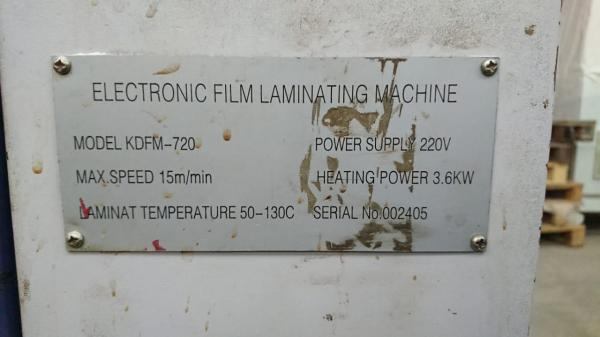 ELECTRONIC FILM LAMINATING MACHINE
MODEL KDFM-720 POWER SUPPLY 220V
MAX.SPEED 15m/min HEATING POWER 3.6KW
LAMINAT TEMPERATURE 50-130C SERIAL No.002405